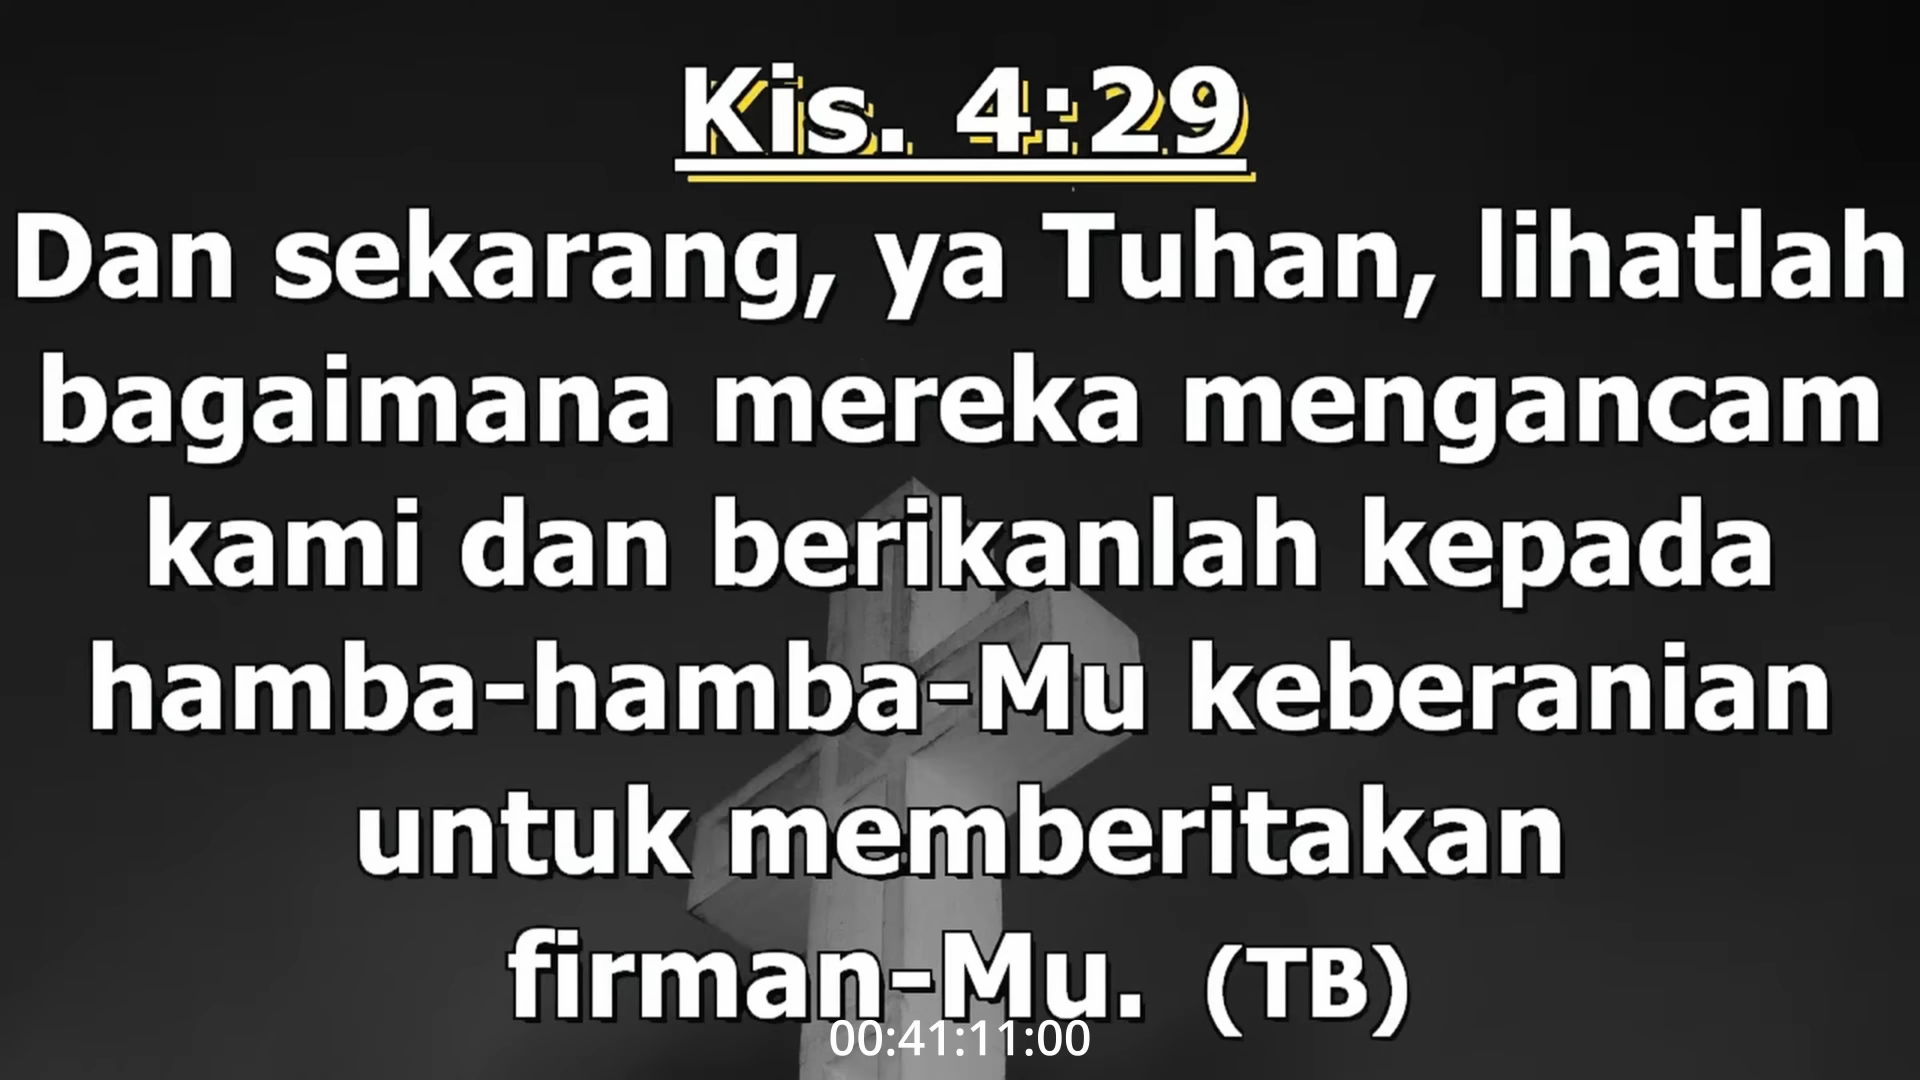 Kis. 4:29
Dan sekarang, ya Tuhan, lihatlah
bagaimana mereka mengancam
kami dan berikanlah kepada
hamba-hamba-Mu keberanian
untuk memberitakan
firman-Mu. (TB)
00:41:11:00